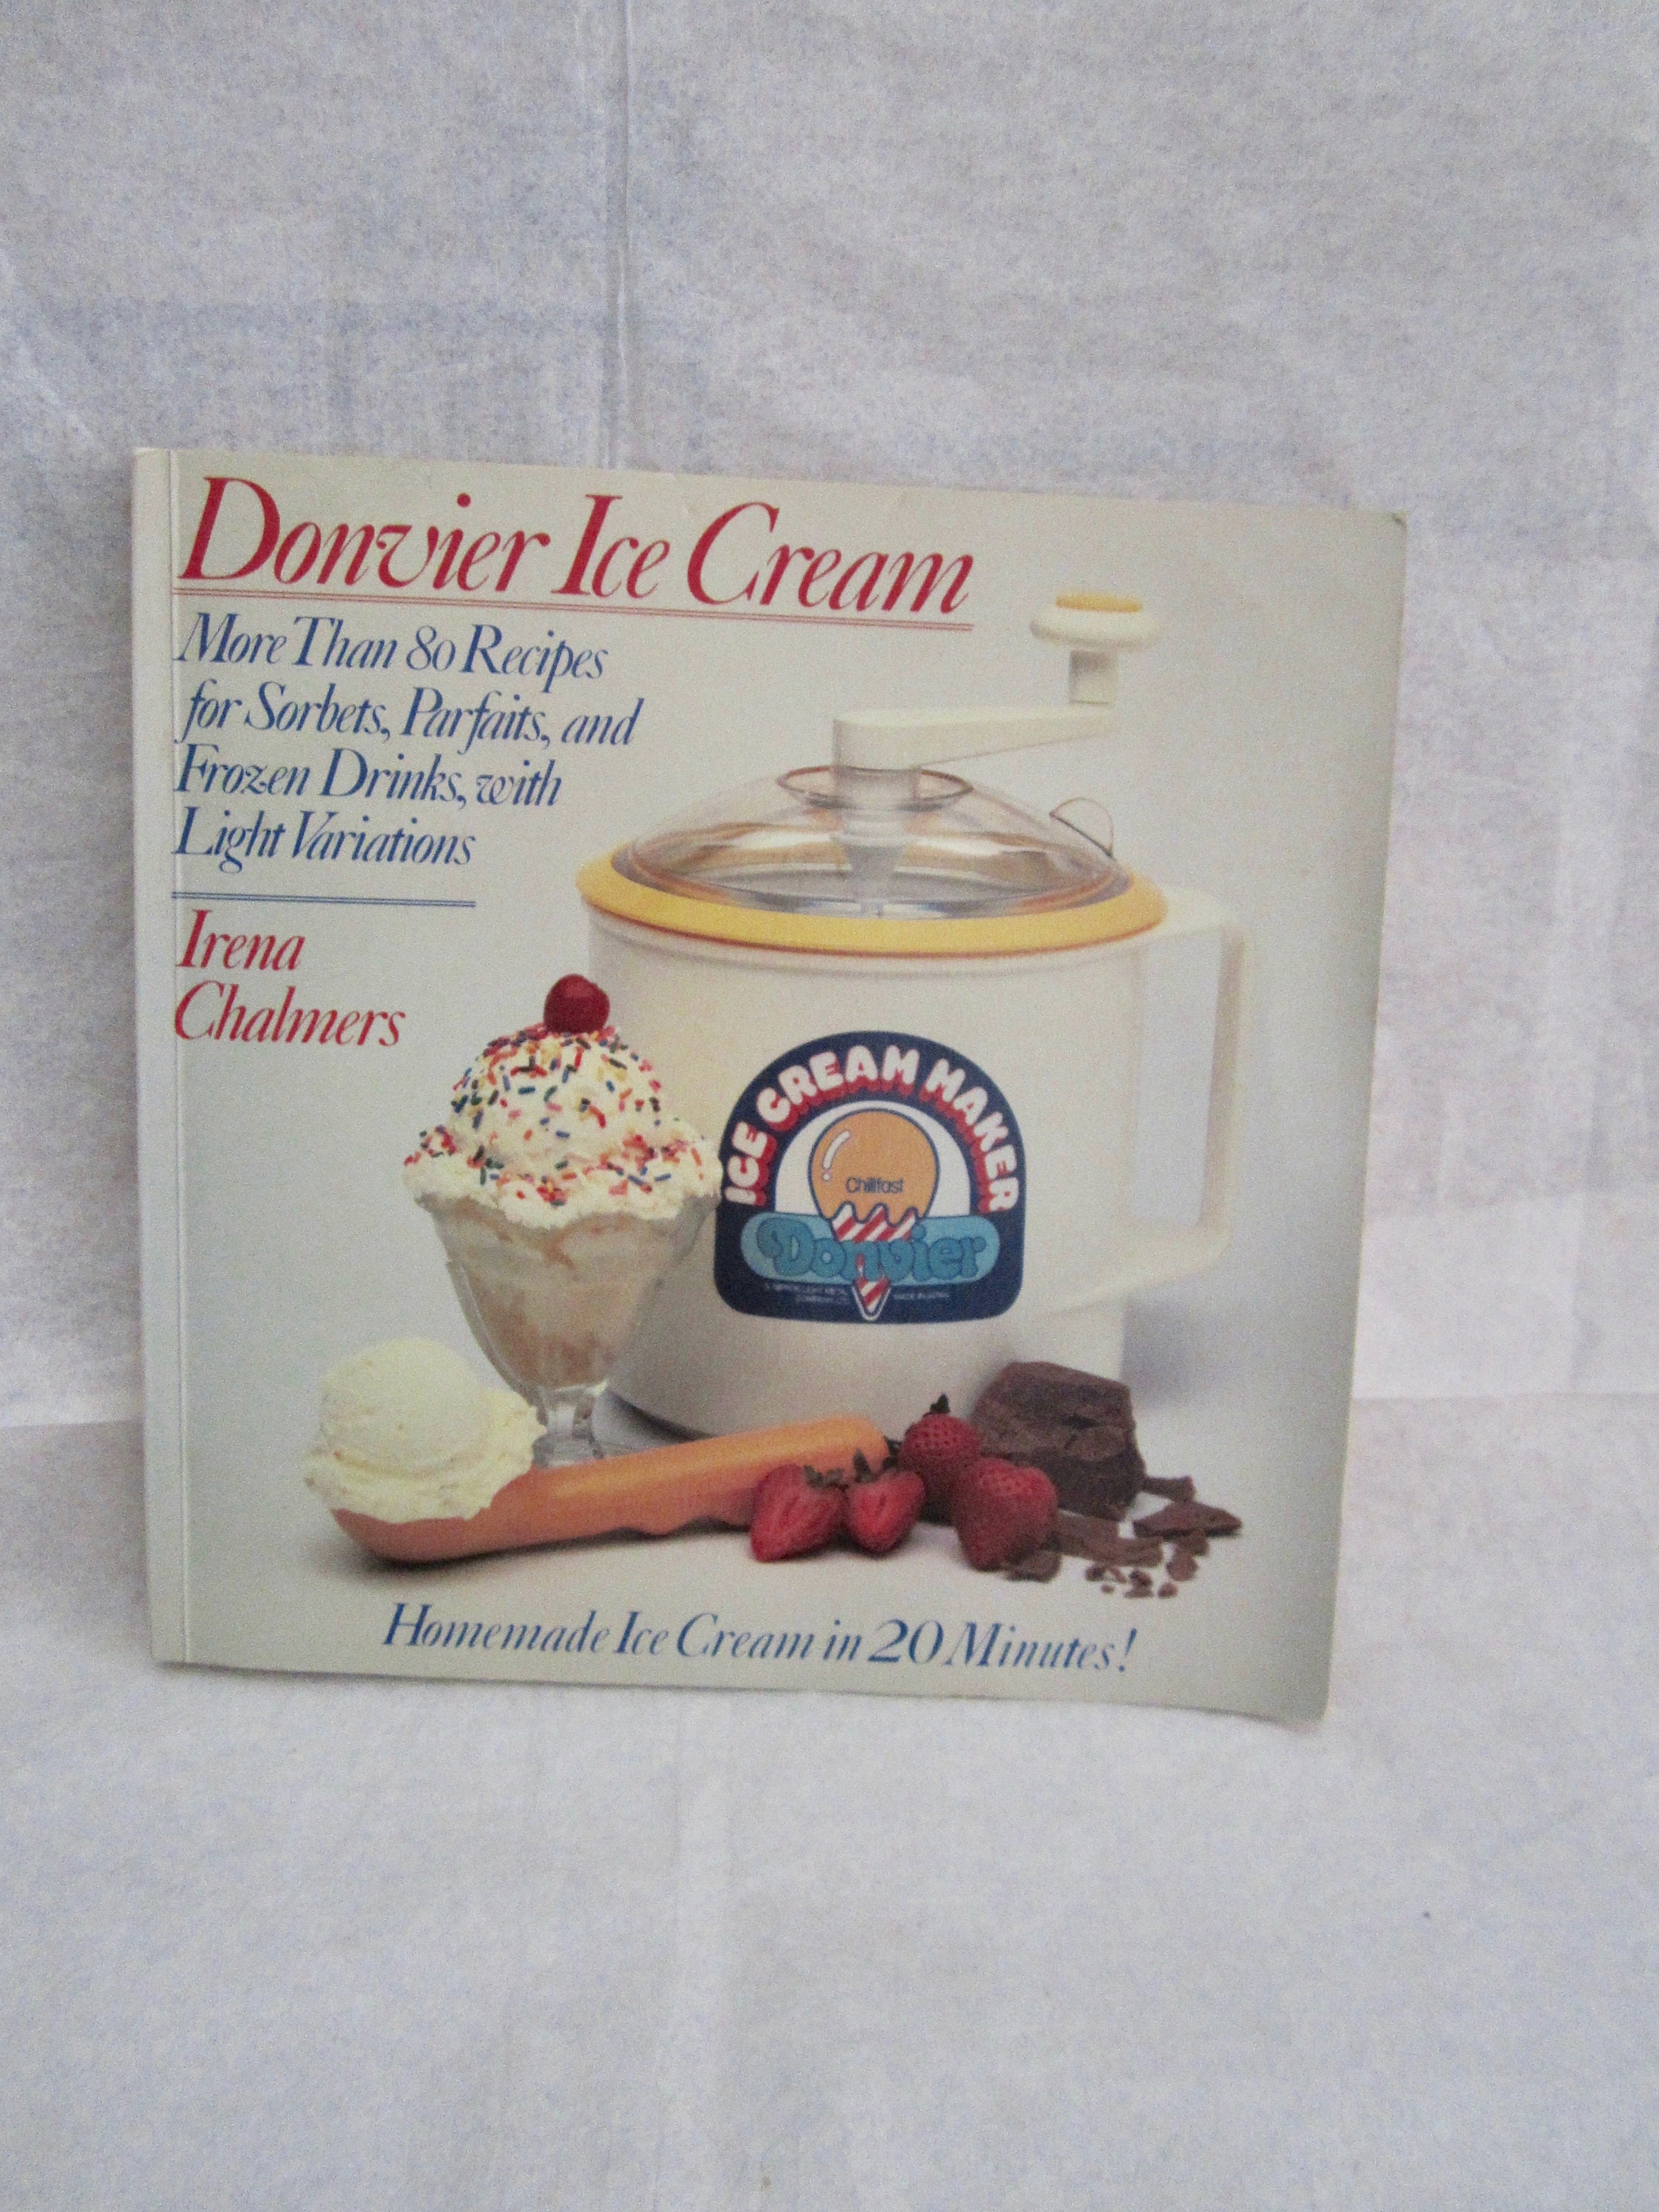 Donvier Ice Cream
More Than 80 Recipes
for Sorbets, Parfaits, and
Frozen Drinks, with
Light Variations
Irena
Chalmers
ICE CREAM MAKER
Chillfast
Donvier
Homemade Ice Cream in 20 Minutes!